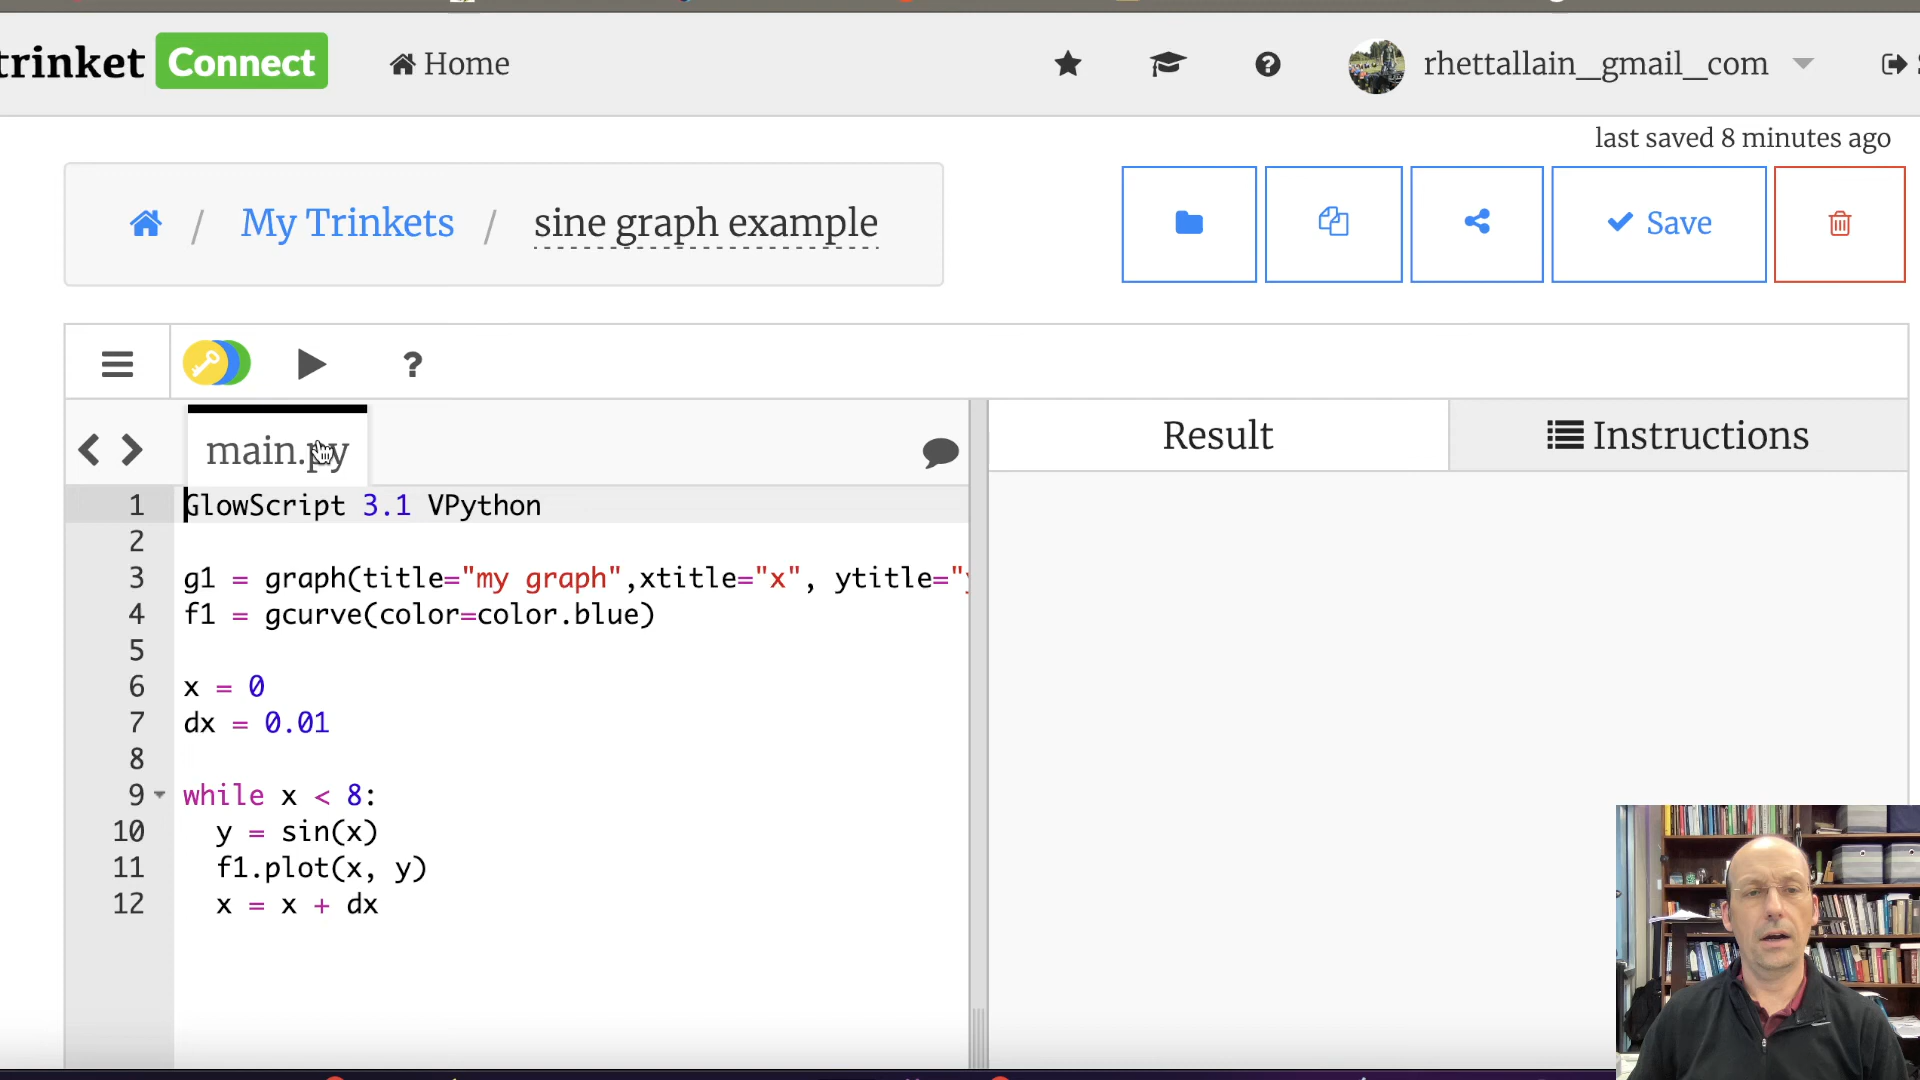 trinket Connect Home rhettallain_gmail_com
last saved 8 minutes ago
/ My Trinkets / sine graph example Save
?
main.py Result Instructions
1 GlowScript 3.1 VPython
2
3 g1 = graph(title="my graph",xtitle="x", ytitle="
4 f1 = gcurve(color=color.blue)
5
6 x = 0
7 dx = 0.01
8
9 while x < 8:
10 y = sin(x)
11 f1.plot(x, y)
12 x = x + dx